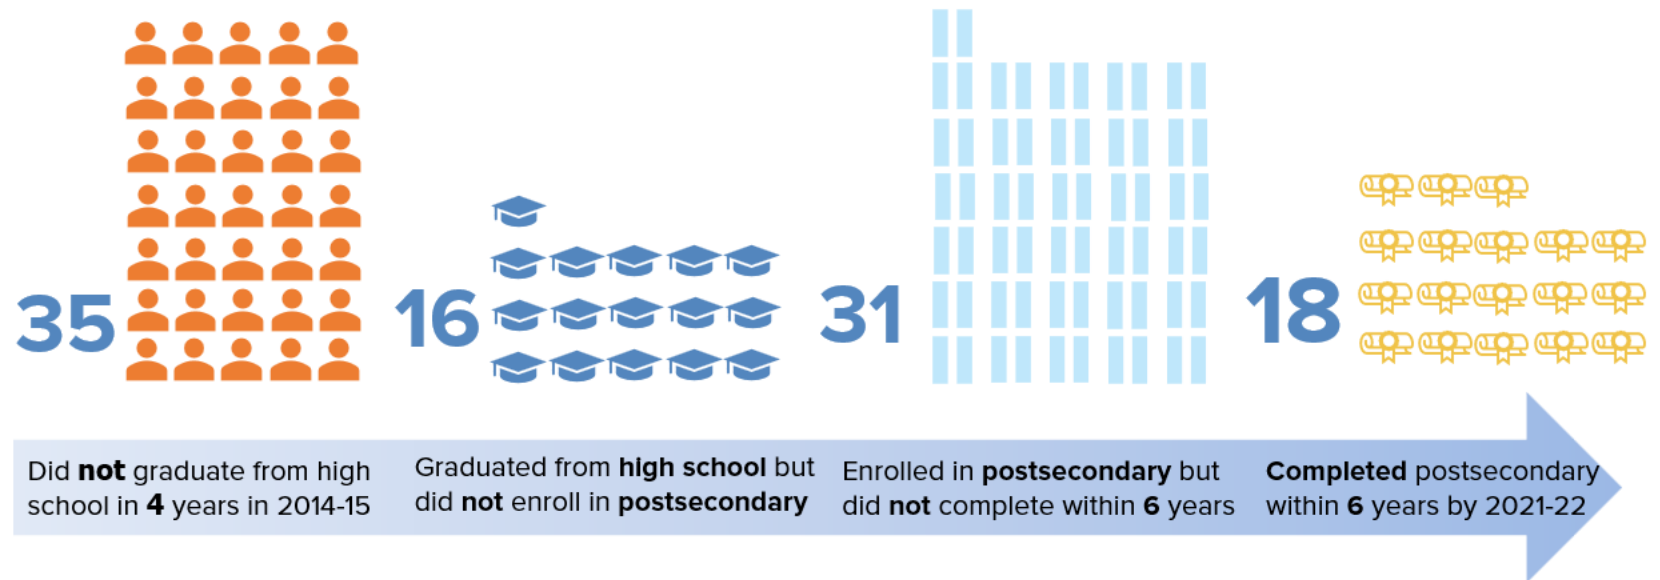 35
16
31
18
Did not graduate from high
school in 4 years in 2014-15
Graduated from high school but
did not enroll in postsecondary
Enrolled in postsecondary but
did not complete within 6 years
Completed postsecondary
within 6 years by 2021-22